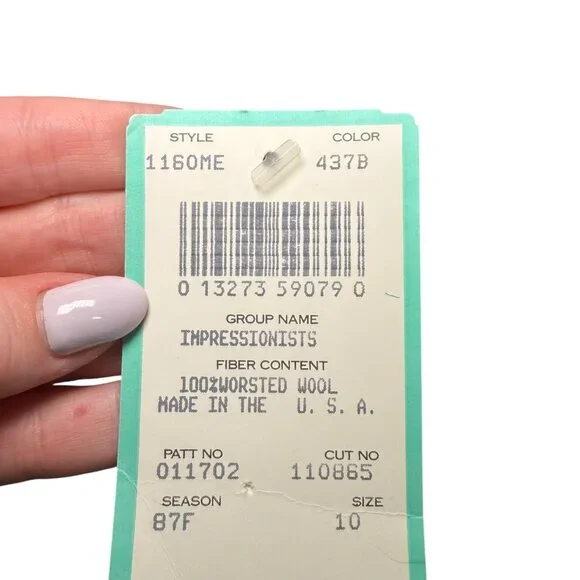 STYLE COLOR
1160ME 437B
0 13273 59079 0
GROUP NAME
IMPRESSIONISTS
FIBER CONTENT
100%WORSTED WOOL
MADE IN THE U. S. A.
PATT NO CUT NO
011702 110885
SEASON SIZE
87F 10